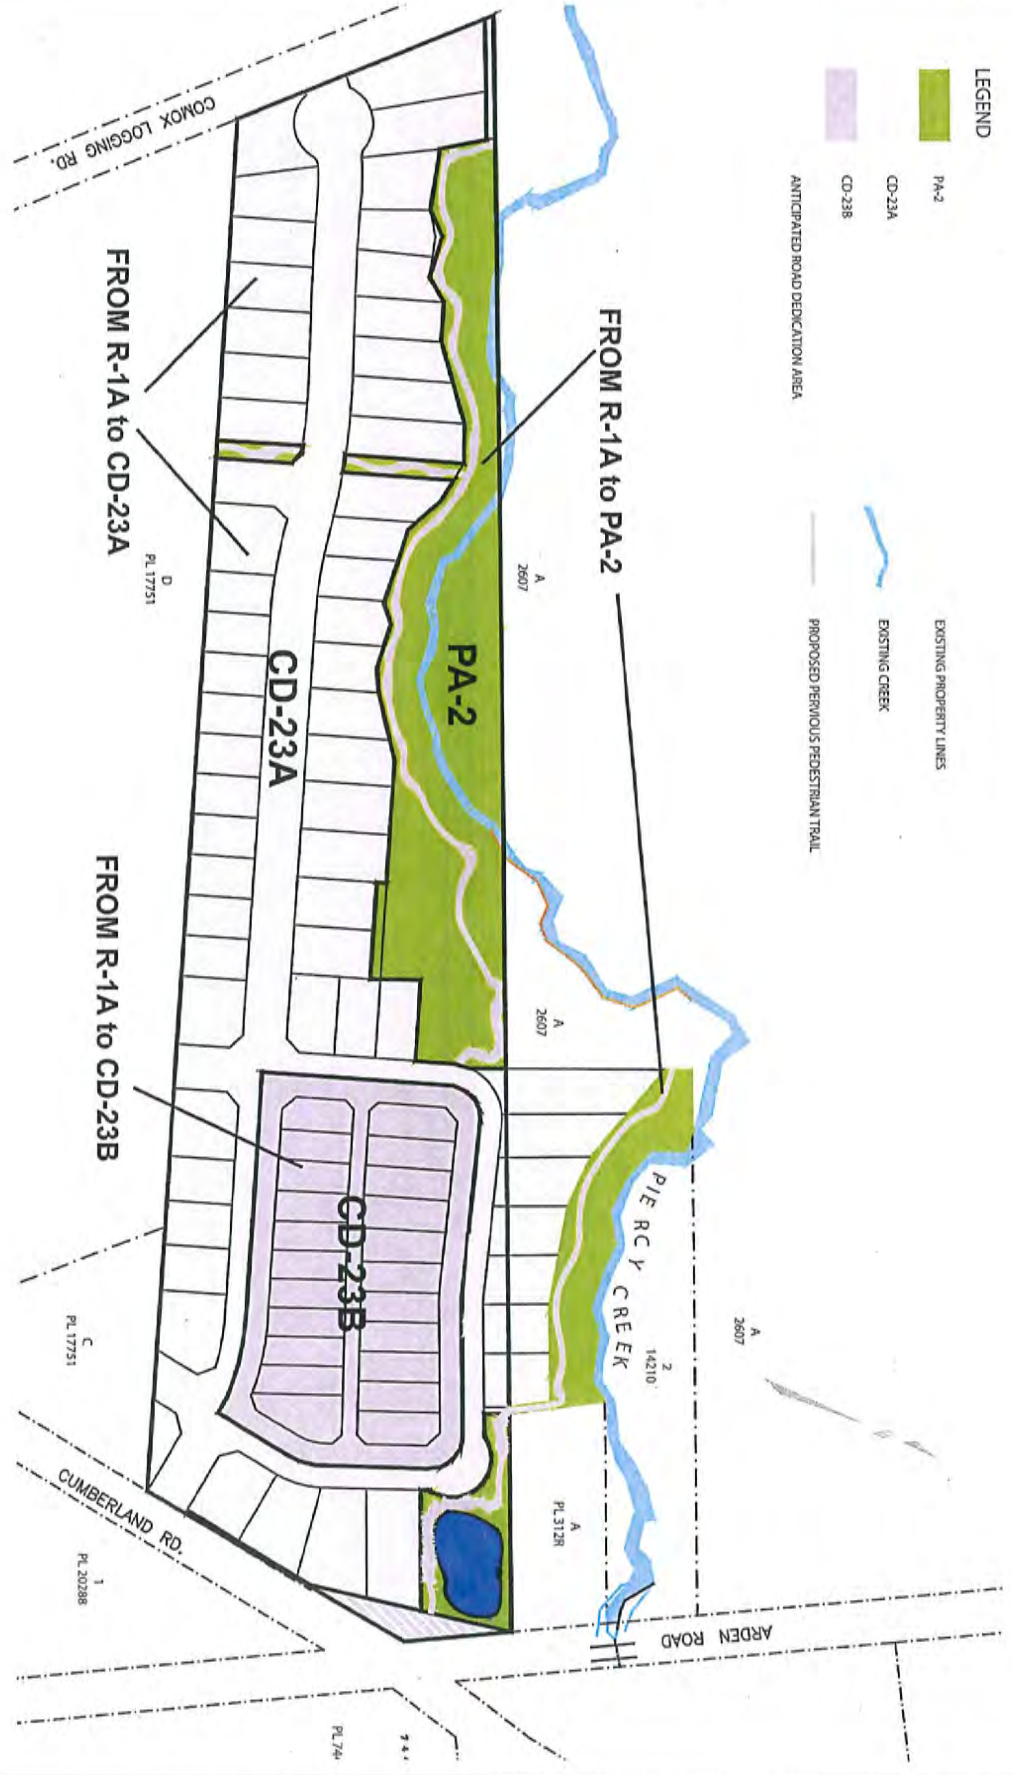 LEGEND
PA-2
CD-23A
CD-23B
ANTICIPATED ROAD DEDICATION AREA
EXISTING PROPERTY LINES
EXISTING CREEK
PROPOSED PERVIOUS PEDESTRIAN TRAIL
COMOX LOGGING RD.
FROM R-1A to PA-2
FROM R-1A to CD-23A
A
2607
D
PL 17751
PA-2
CD-23A
A
2607
FROM R-1A to CD-23B
CD-23B
PIERCY CREEK
2
14210
A
2607
C
PL 17751
CUMBERLAND RD.
A
PL 312R
1
PL 20288
ARDEN ROAD
PL 74